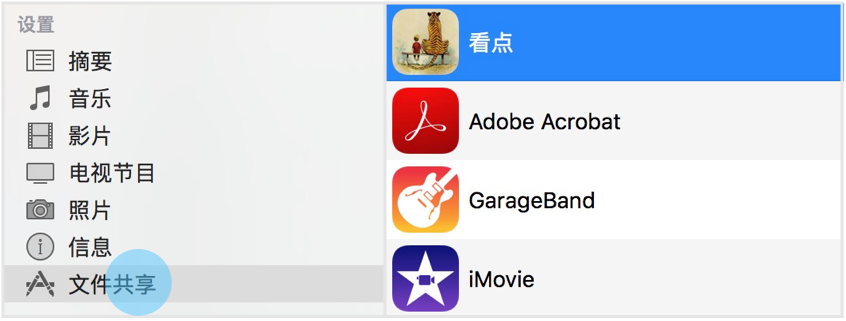 设置
摘要
音乐
影片
电视节目
照片
信息
文件共享
看点
Adobe Acrobat
GarageBand
iMovie